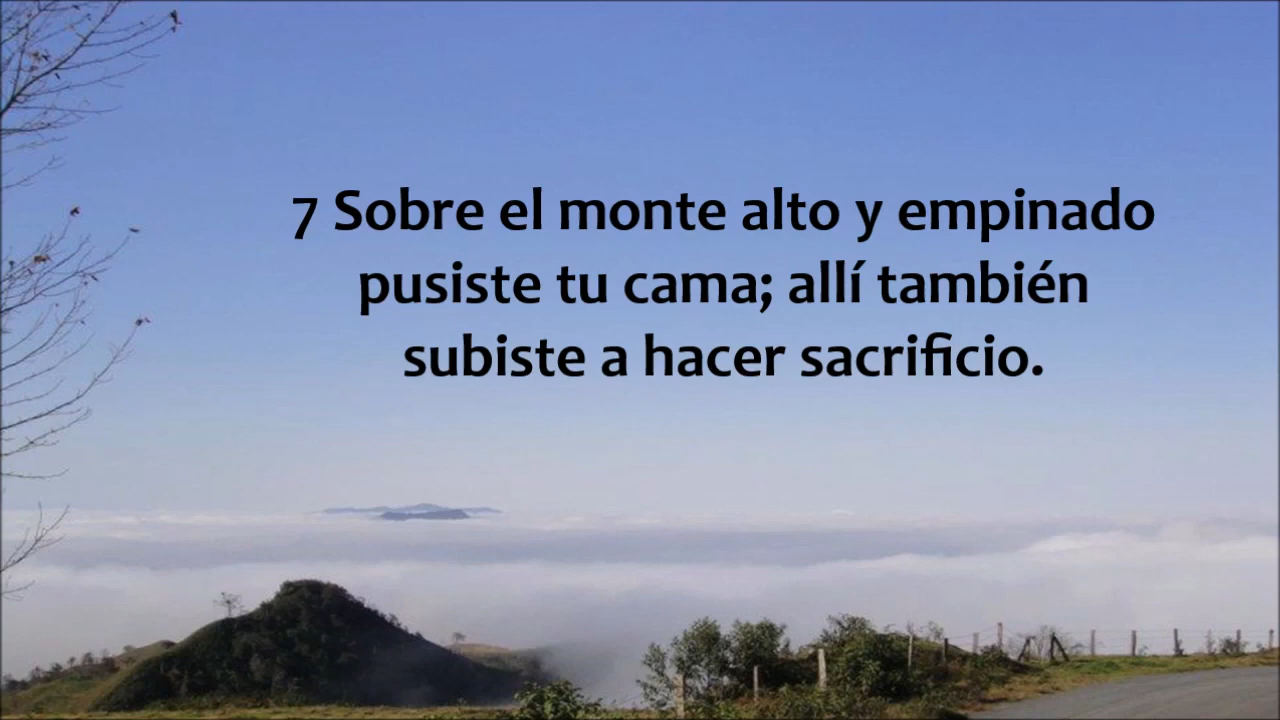 7 Sobre el monte alto y empinado
pusiste tu cama; allí también
subiste a hacer sacrificio.